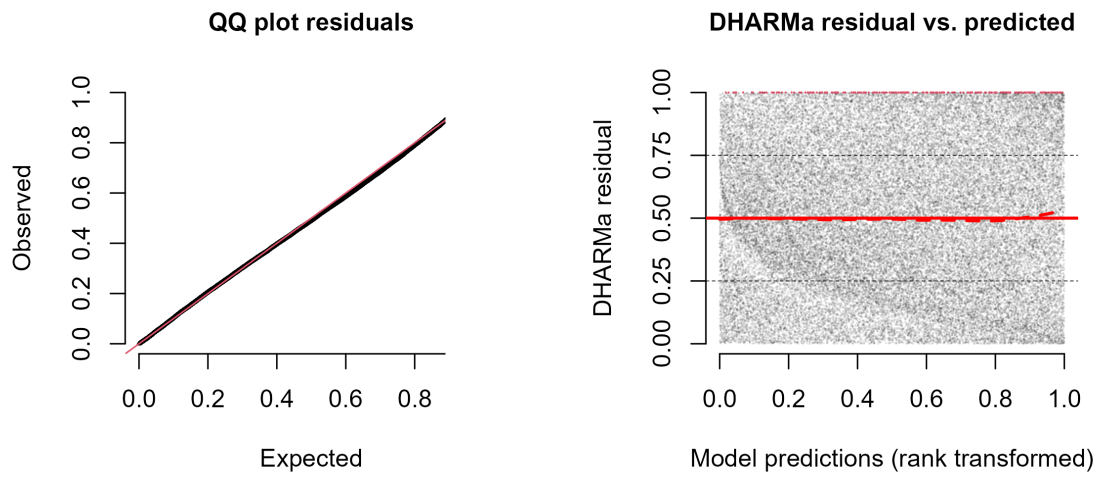 QQ plot residuals
Observed
1.0
0.8
0.6
0.4
0.2
0.0
0.0 0.2 0.4 0.6 0.8
Expected
DHARMa residual vs. predicted
DHARMa residual
1.00
0.75
0.50
0.25
0.00
0.0 0.2 0.4 0.6 0.8 1.0
Model predictions (rank transformed)